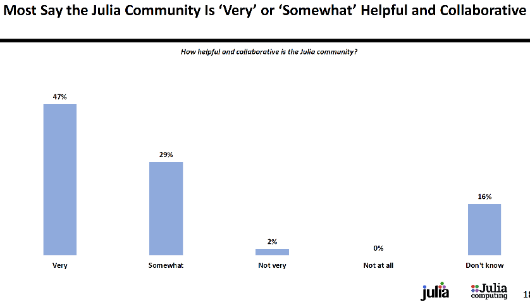 Most Say the Julia Community Is ‘Very’ or ‘Somewhat’ Helpful and Collaborative
How helpful and collaborative is the Julia community?
47%
29%
2%
0%
16%
Very
Somewhat
Not very
Not at all
Don't know
julia
Julia
computing